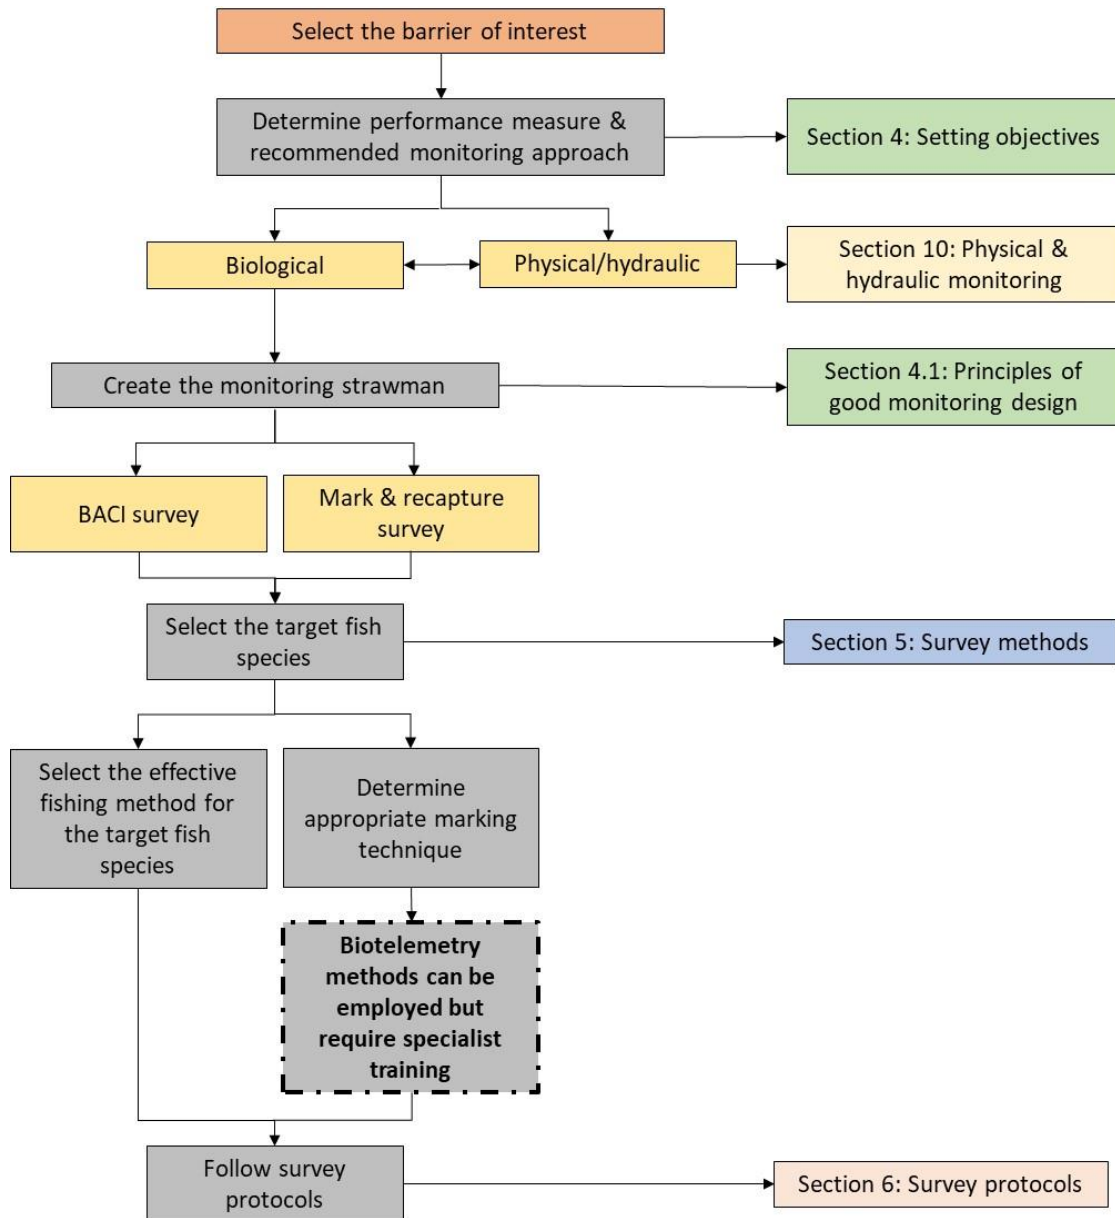 Select the barrier of interest
Determine performance measure &
recommended monitoring approach
Section 4: Setting objectives
Biological
Physical/hydraulic
Section 10: Physical &
hydraulic monitoring
Create the monitoring strawman
Section 4.1: Principles of
good monitoring design
BACI survey
Mark & recapture
survey
Select the target fish
species
Section 5: Survey methods
Select the effective
fishing method for
the target fish
species
Determine
appropriate marking
technique
Biotelemetry
methods can be
employed but
require specialist
training
Follow survey
protocols
Section 6: Survey protocols